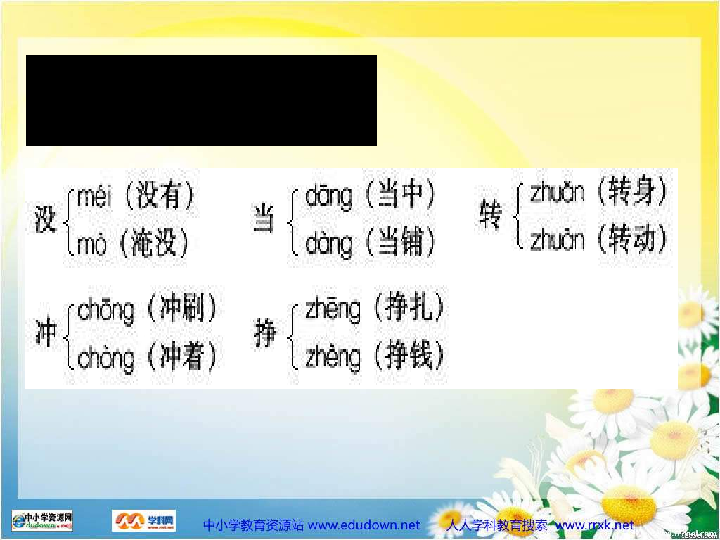 没 méi（没有） mò（淹没）
当 dāng（当中） dàng（当铺）
转 zhuǎn（转身） zhuàn（转动）
冲 chōng（冲刷） chòng（冲着）
挣 zhēng（挣扎） zhèng（挣钱）
中小学资源网 学科网 中小学教育资源站 www.edudown.net 人人学科教育搜索 www.rrxk.net